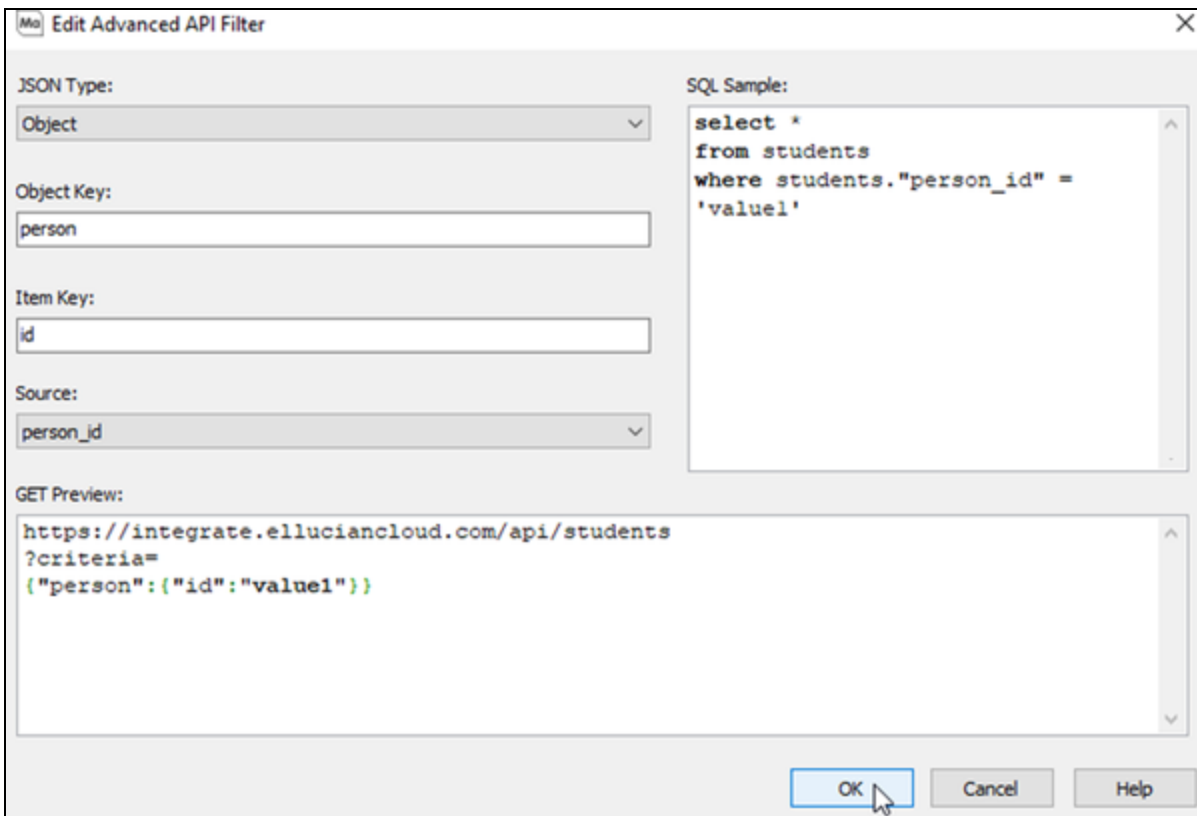 Mo Edit Advanced API Filter
JSON Type:
Object
Object Key:
person
Item Key:
id
Source:
person_id
SQL Sample:
select *
from students
where students."person_id" =
'value1'
GET Preview:
https://integrate.elluciancloud.com/api/students
?criteria=
{"person":{"id":"value1"}}
OK
Cancel
Help